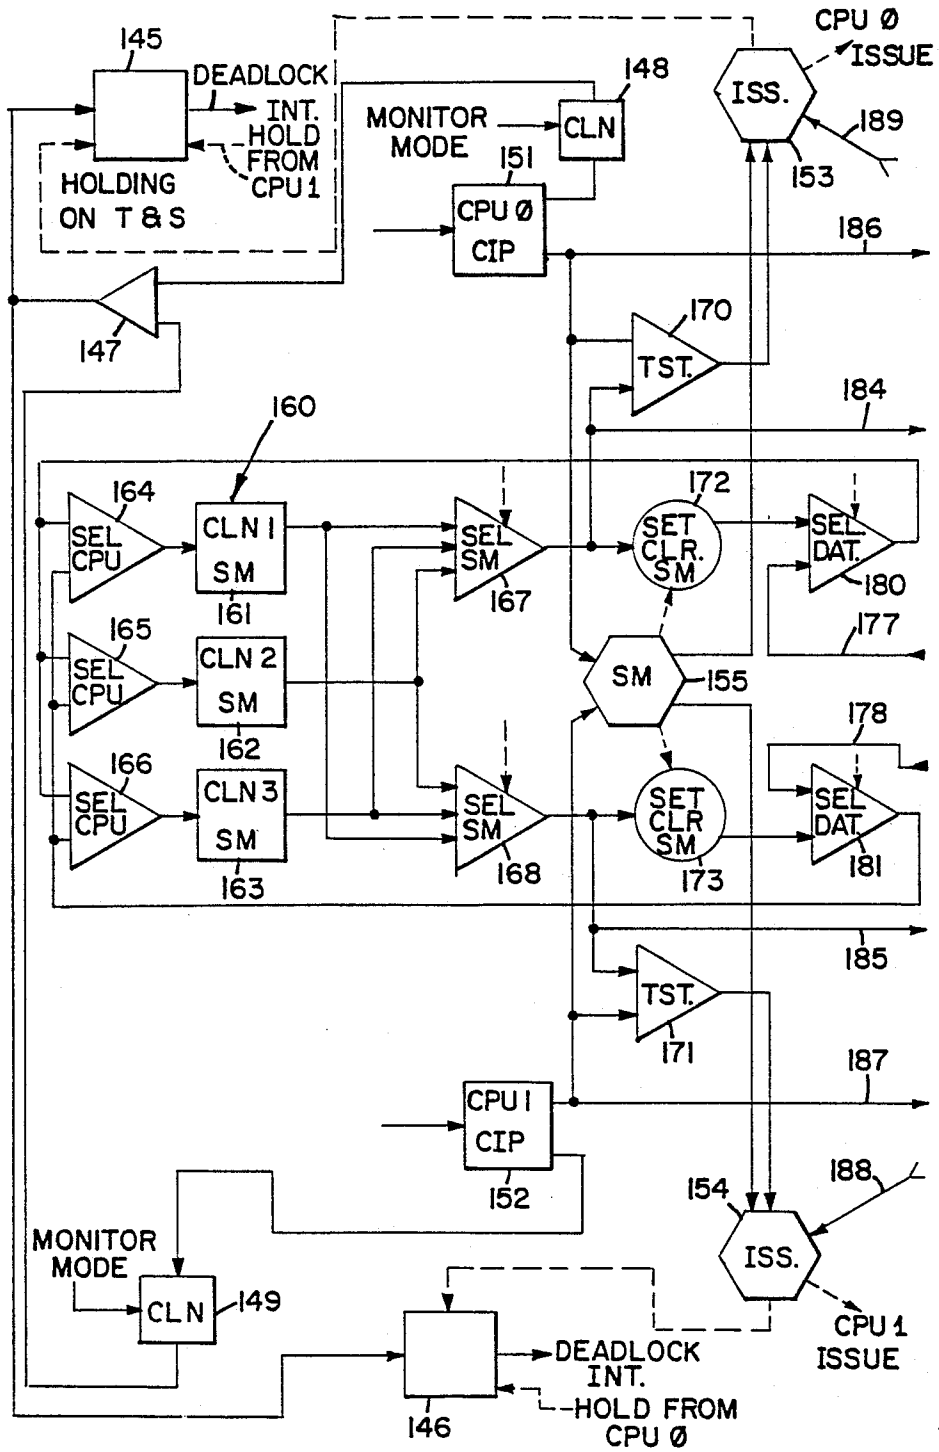 CPU Ø
ISSUE
145
DEADLOCK
INT.
HOLD
FROM
CPU 1
HOLDING
ON T & S
MONITOR
MODE
148
CLN
151
CPU Ø
CIP
ISS.
189
153
186
147
170
TST.
184
160
164
SEL
CPU
CLN 1
SM
161
SEL
SM
167
172
SET
CLR.
SM
SEL.
DAT.
180
177
165
SEL
CPU
CLN 2
SM
162
SM
155
178
166
SEL
CPU
CLN 3
SM
163
SEL
SM
168
SET
CLR
SM
173
SEL
DAT.
181
185
TST.
171
187
CPU 1
CIP
152
154
188
ISS.
MONITOR
MODE
CLN
149
CPU 1
ISSUE
DEADLOCK
INT.
146
HOLD FROM
CPU Ø